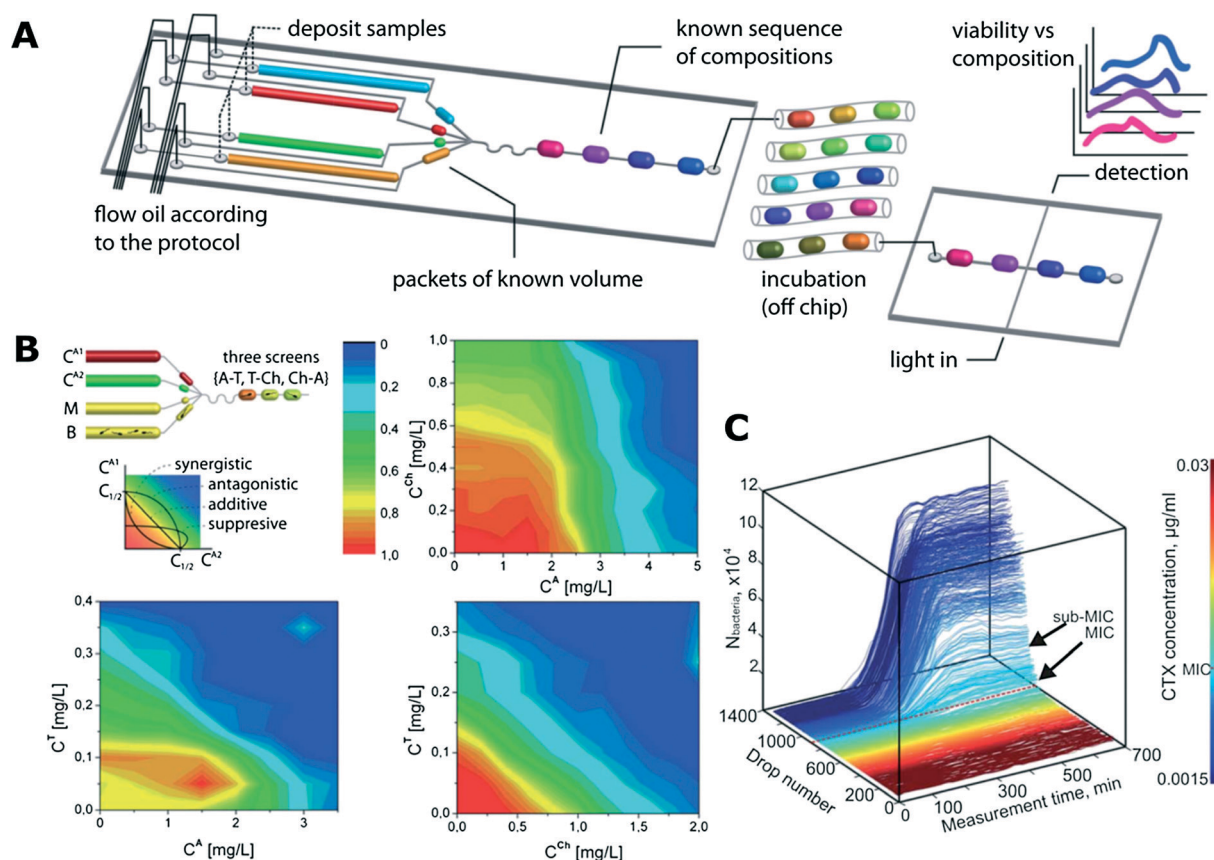 A
deposit samples
known sequence
of compositions
viability vs
composition
detection
flow oil according
to the protocol
packets of known volume
incubation
(off chip)
light in
B
C^A1
C^A2
M
B
three screens
{A-T, T-Ch, Ch-A}
C^A1
C_1/2
synergistic
antagonistic
additive
suppresive
C_1/2 C^A2
0
0,2
0,4
0,6
0,8
1,0
C^Ch [mg/L]
1.0
0.8
0.6
0.4
0.2
0.0
0 1 2 3 4 5
C^A [mg/L]
C^T [mg/L]
0.4
0.3
0.2
0.1
0.0
0 1 2 3
C^A [mg/L]
C^T [mg/L]
0.3
0.2
0.1
0.0
0.0 0.5 1.0 1.5 2.0
C^Ch [mg/L]
C
N_bacteria, x10^4
12
10
8
6
4
2
sub-MIC
MIC
1400
1000
600
200
0
Drop number
0
100
300
500
700
Measurement time, min
CTX concentration, µg/ml
0.03
MIC
0.0015